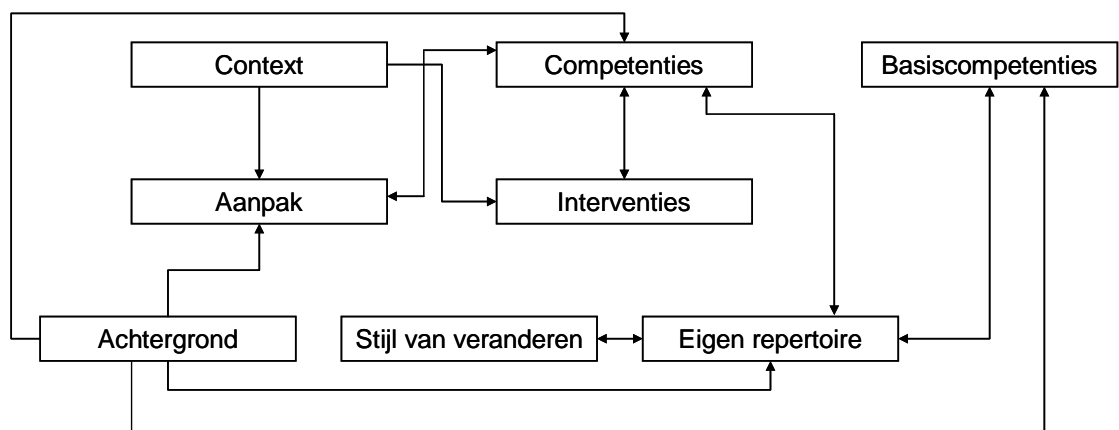 Context
Competenties
Basiscompetenties
Aanpak
Interventies
Achtergrond
Stijl van veranderen
Eigen repertoire